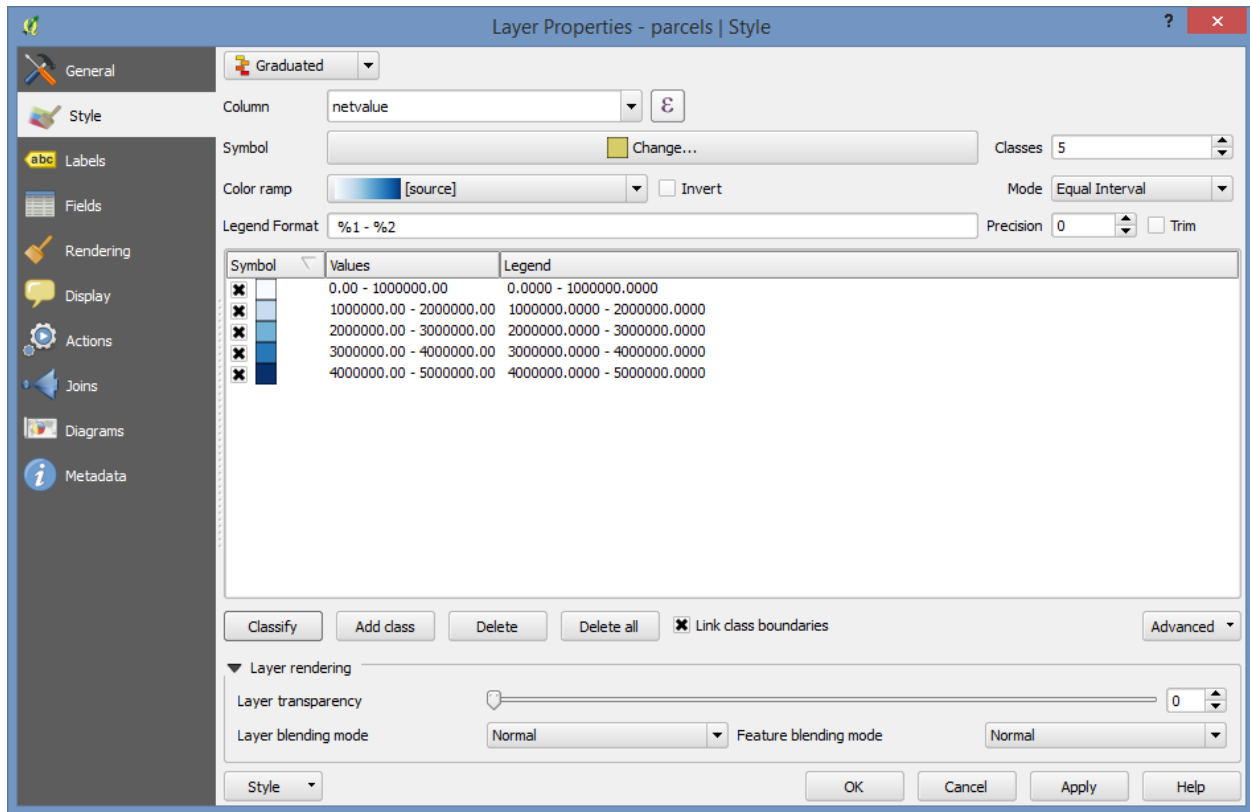 Layer Properties - parcels | Style
?
×
General
Style
abc Labels
Fields
Rendering
Display
Actions
Joins
Diagrams
i Metadata
Graduated
Column netvalue ε
Symbol Change... Classes 5
Color ramp [source] Invert Mode Equal Interval
Legend Format %1 - %2 Precision 0 Trim
Symbol Values Legend
0.00 - 1000000.00 0.0000 - 1000000.0000
1000000.00 - 2000000.00 1000000.0000 - 2000000.0000
2000000.00 - 3000000.00 2000000.0000 - 3000000.0000
3000000.00 - 4000000.00 3000000.0000 - 4000000.0000
4000000.00 - 5000000.00 4000000.0000 - 5000000.0000
Classify Add class Delete Delete all Link class boundaries Advanced
Layer rendering
Layer transparency 0
Layer blending mode Normal Feature blending mode Normal
Style OK Cancel Apply Help